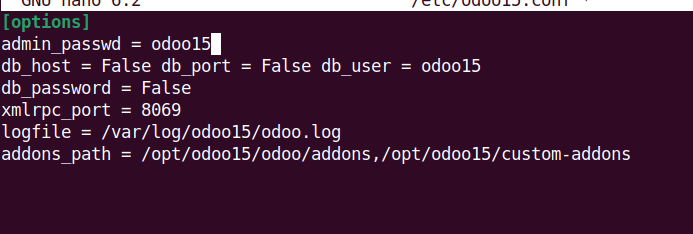 GNU nano 6.2 /etc/odoo15.conf *
[options]
admin_passwd = odoo15
db_host = False db_port = False db_user = odoo15
db_password = False
xmlrpc_port = 8069
logfile = /var/log/odoo15/odoo.log
addons_path = /opt/odoo15/odoo/addons,/opt/odoo15/custom-addons